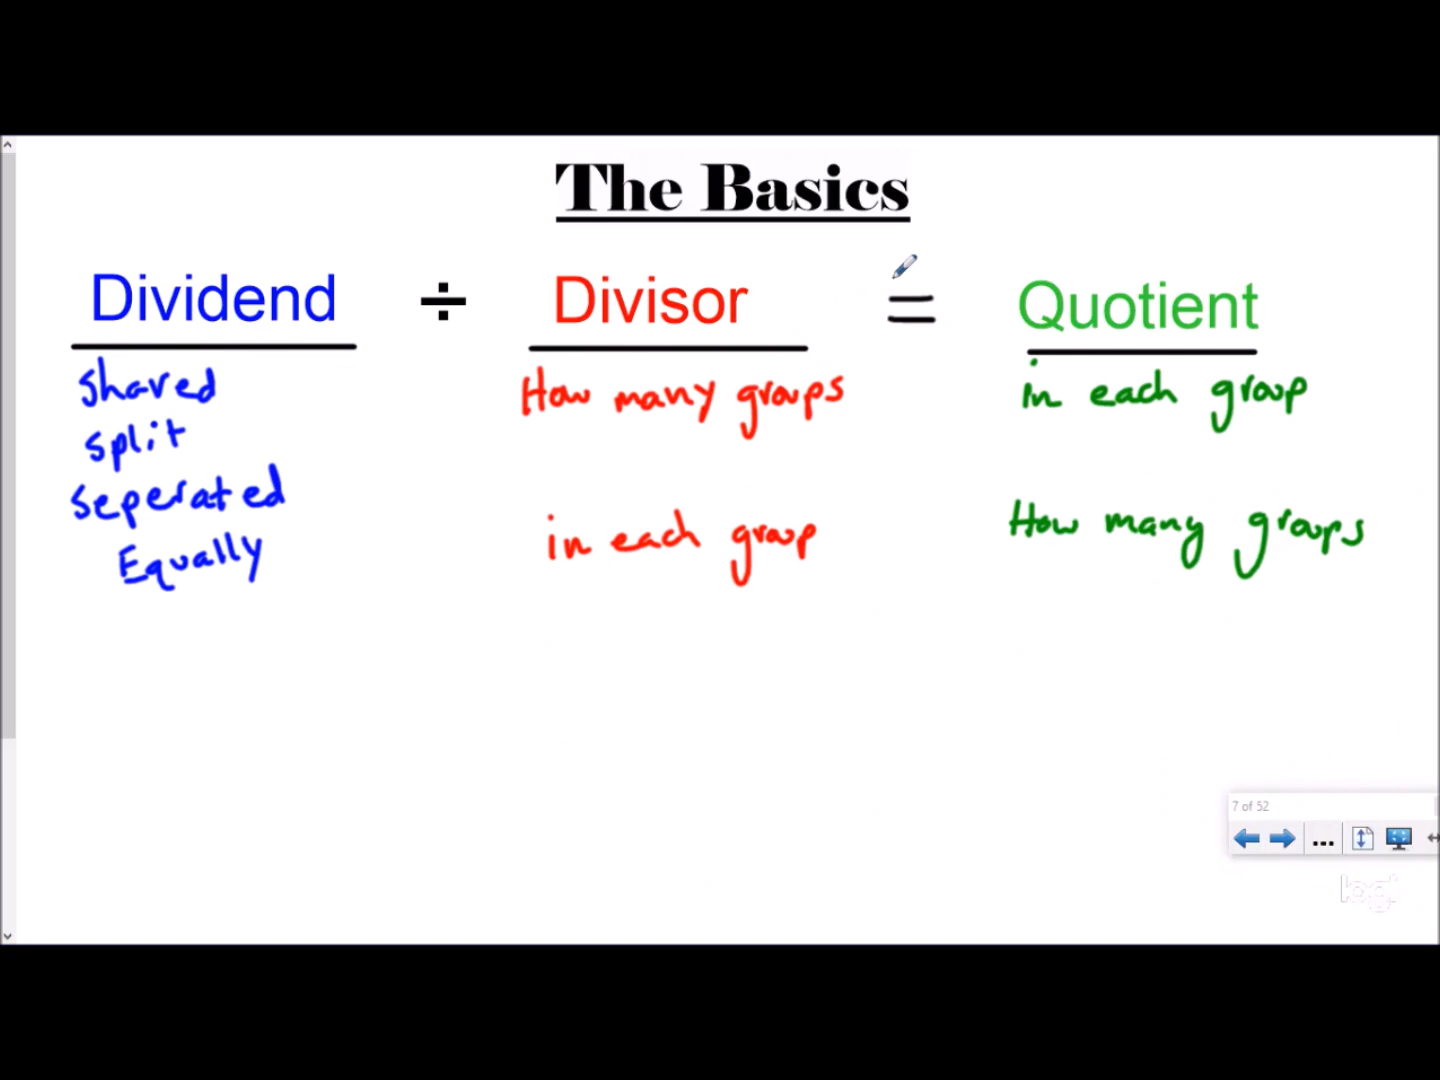 The Basics
Dividend ÷ Divisor = Quotient
shared
split
seperated
Equally
How many groups
in each group
in each group
How many groups
7 of 52
...
logi